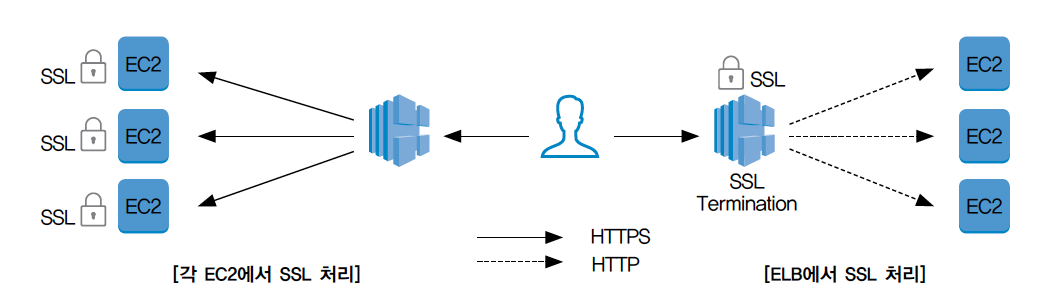 SSL EC2
SSL EC2
SSL EC2
SSL
SSL
Termination
EC2
EC2
EC2
HTTPS
HTTP
[각 EC2에서 SSL 처리]
[ELB에서 SSL 처리]